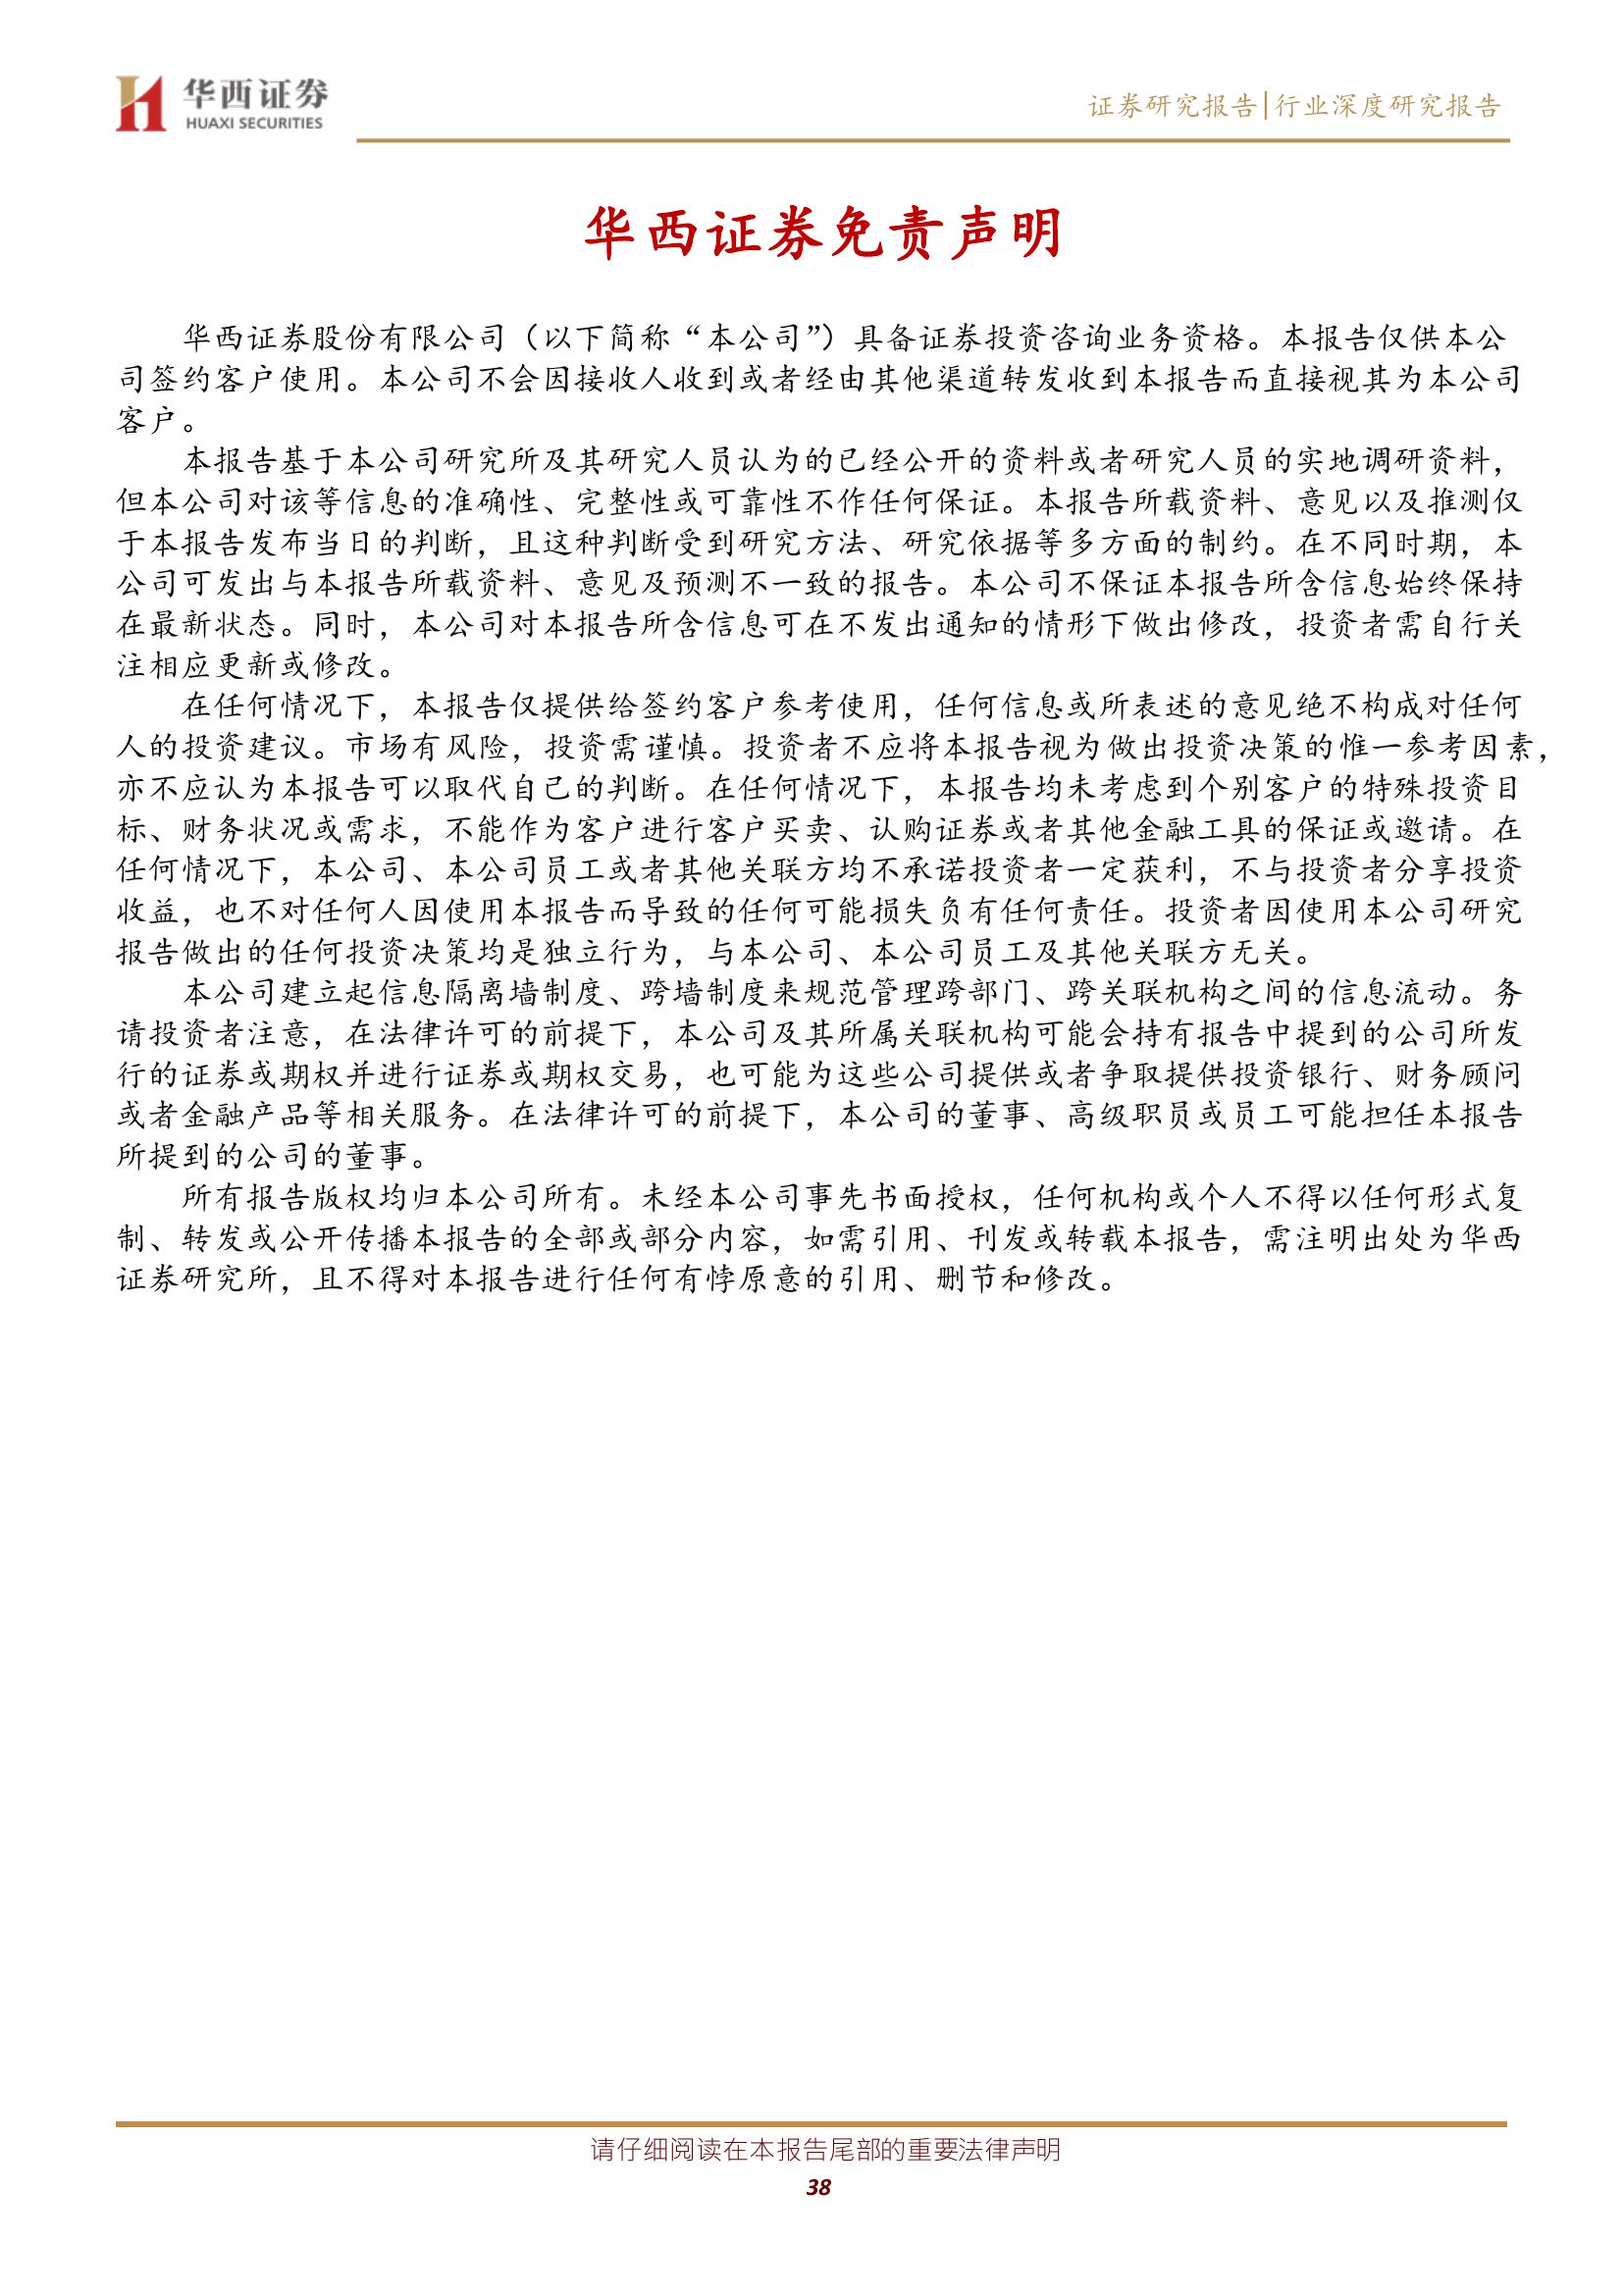 华西证券
HUAXI SECURITIES
证券研究报告|行业深度研究报告
华西证券免责声明
华西证券股份有限公司（以下简称“本公司”）具备证券投资咨询业务资格。本报告仅供本公
司签约客户使用。本公司不会因接收人收到或者经由其他渠道转发收到本报告而直接视其为本公司
客户。
本报告基于本公司研究所及其研究人员认为的已经公开的资料或者研究人员的实地调研资料，
但本公司对该等信息的准确性、完整性或可靠性不作任何保证。本报告所载资料、意见以及推测仅
于本报告发布当日的判断，且这种判断受到研究方法、研究依据等多方面的制约。在不同时期，本
公司可发出与本报告所载资料、意见及预测不一致的报告。本公司不保证本报告所含信息始终保持
在最新状态。同时，本公司对本报告所含信息可在不发出通知的情形下做出修改，投资者需自行关
注相应更新或修改。
在任何情况下，本报告仅提供给签约客户参考使用，任何信息或所表述的意见绝不构成对任何
人的投资建议。市场有风险，投资需谨慎。投资者不应将本报告视为做出投资决策的惟一参考因素，
亦不应认为本报告可以取代自己的判断。在任何情况下，本报告均未考虑到个别客户的特殊投资目
标、财务状况或需求，不能作为客户进行客户买卖、认购证券或者其他金融工具的保证或邀请。在
任何情况下，本公司、本公司员工或者其他关联方均不承诺投资者一定获利，不与投资者分享投资
收益，也不对任何人因使用本报告而导致的任何可能损失负有任何责任。投资者因使用本公司研究
报告做出的任何投资决策均是独立行为，与本公司、本公司员工及其他关联方无关。
本公司建立起信息隔离墙制度、跨墙制度来规范管理跨部门、跨关联机构之间的信息流动。务
请投资者注意，在法律许可的前提下，本公司及其所属关联机构可能会持有报告中提到的公司所发
行的证券或期权并进行证券或期权交易，也可能为这些公司提供或者争取提供投资银行、财务顾问
或者金融产品等相关服务。在法律许可的前提下，本公司的董事、高级职员或员工可能担任本报告
所提到的公司的董事。
所有报告版权均归本公司所有。未经本公司事先书面授权，任何机构或个人不得以任何形式复
制、转发或公开传播本报告的全部或部分内容，如需引用、刊发或转载本报告，需注明出处为华西
证券研究所，且不得对本报告进行任何有悖原意的引用、删节和修改。
请仔细阅读在本报告尾部的重要法律声明
38